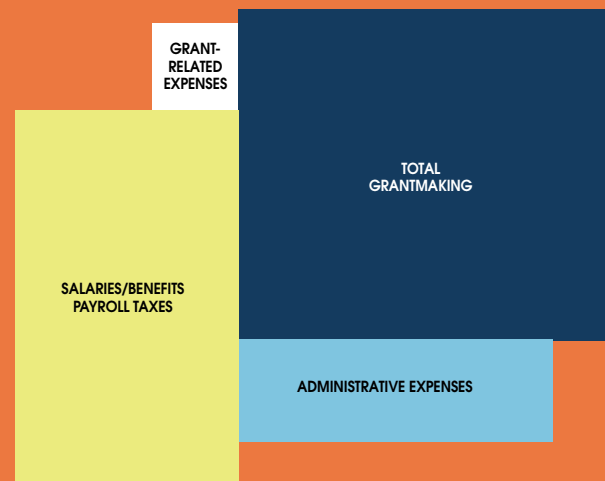 GRANT-
RELATED
EXPENSES
TOTAL
GRANTMAKING
SALARIES/BENEFITS
PAYROLL TAXES
ADMINISTRATIVE EXPENSES